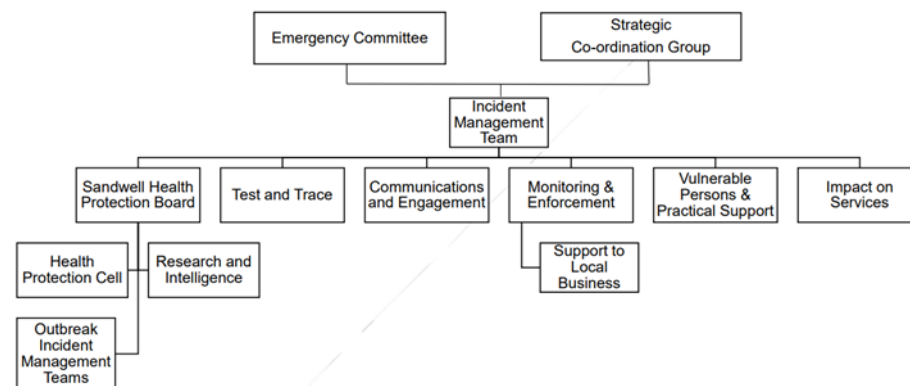 Emergency Committee
Strategic
Co-ordination Group
Incident
Management
Team
Sandwell Health
Protection Board
Test and Trace
Communications
and Engagement
Monitoring &
Enforcement
Vulnerable
Persons &
Practical Support
Impact on
Services
Health
Protection Cell
Research and
Intelligence
Support to
Local
Business
Outbreak
Incident
Management
Teams